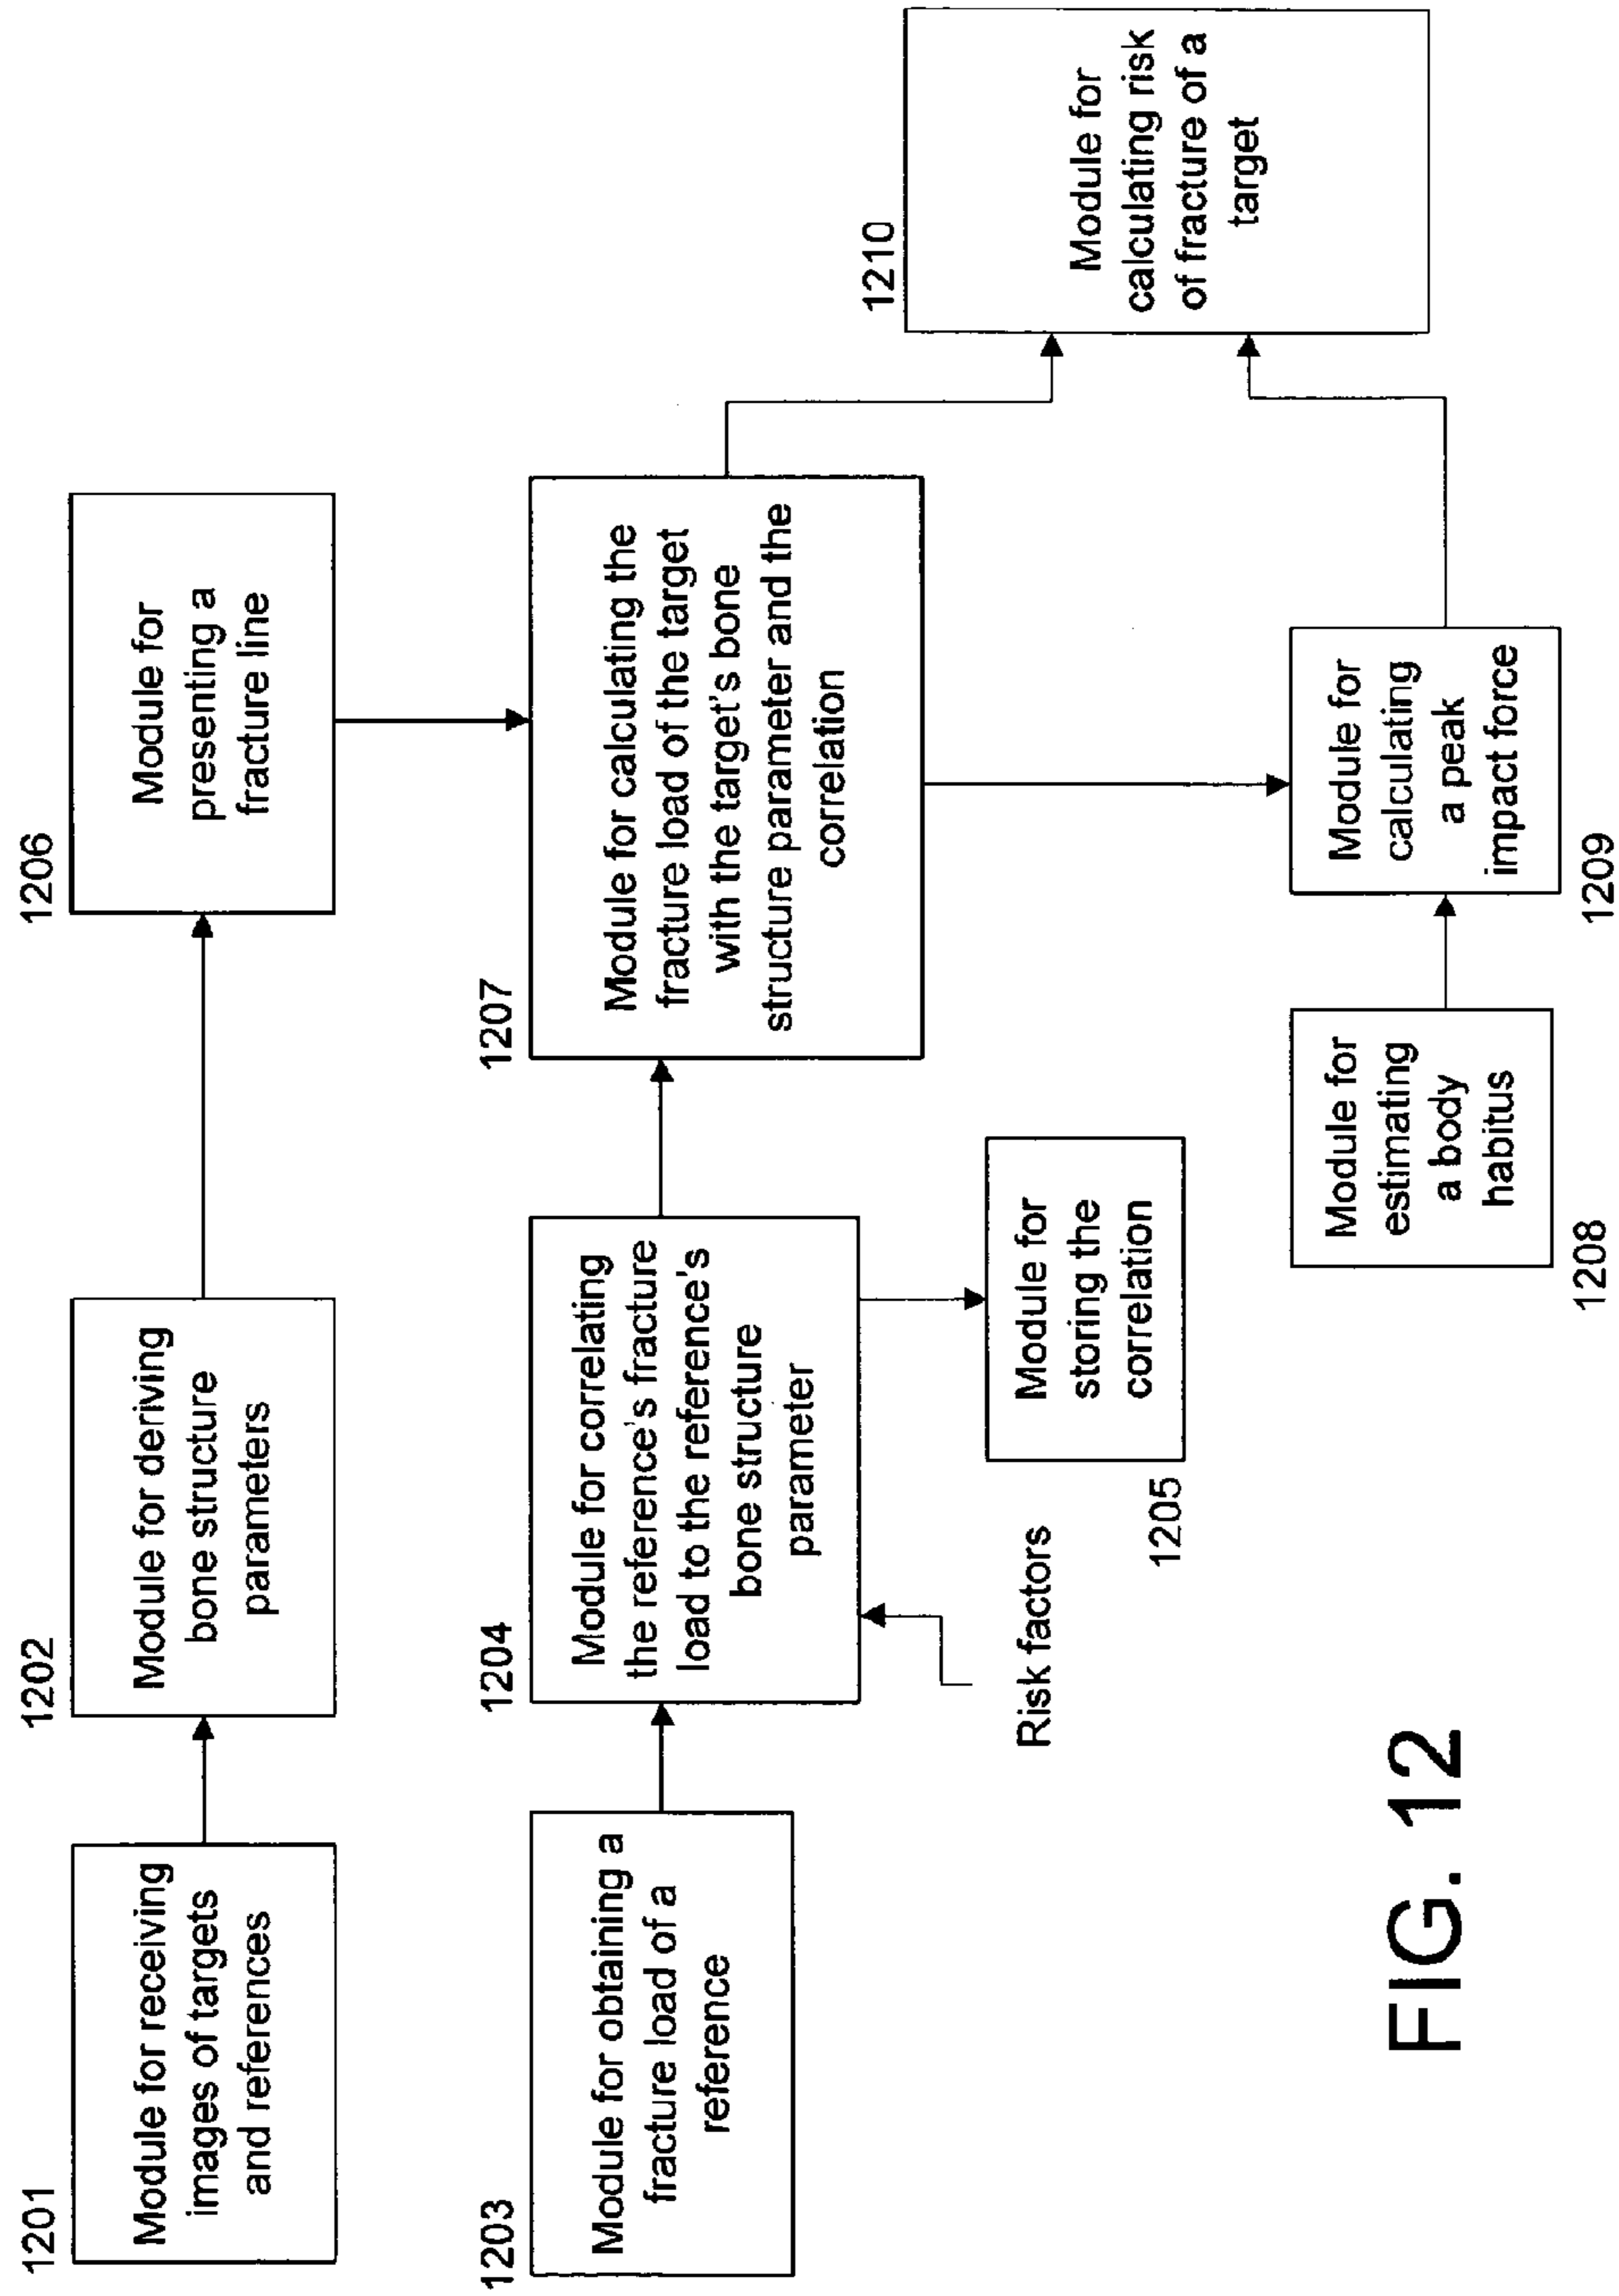 1201
Module for receiving
images of targets
and references
1202
Module for deriving
bone structure
parameters
1206
Module for
presenting a
fracture line
1203
Module for obtaining a
fracture load of a
reference
1204
Module for correlating
the reference's fracture
load to the reference's
bone structure
parameter
Risk factors
1205
Module for
storing the
correlation
1207
Module for calculating the
fracture load of the target
with the target's bone
structure parameter and the
correlation
1208
Module for
estimating
a body
habitus
1209
Module for
calculating
a peak
impact force
1210
Module for
calculating risk
of fracture of a
target
FIG. 12